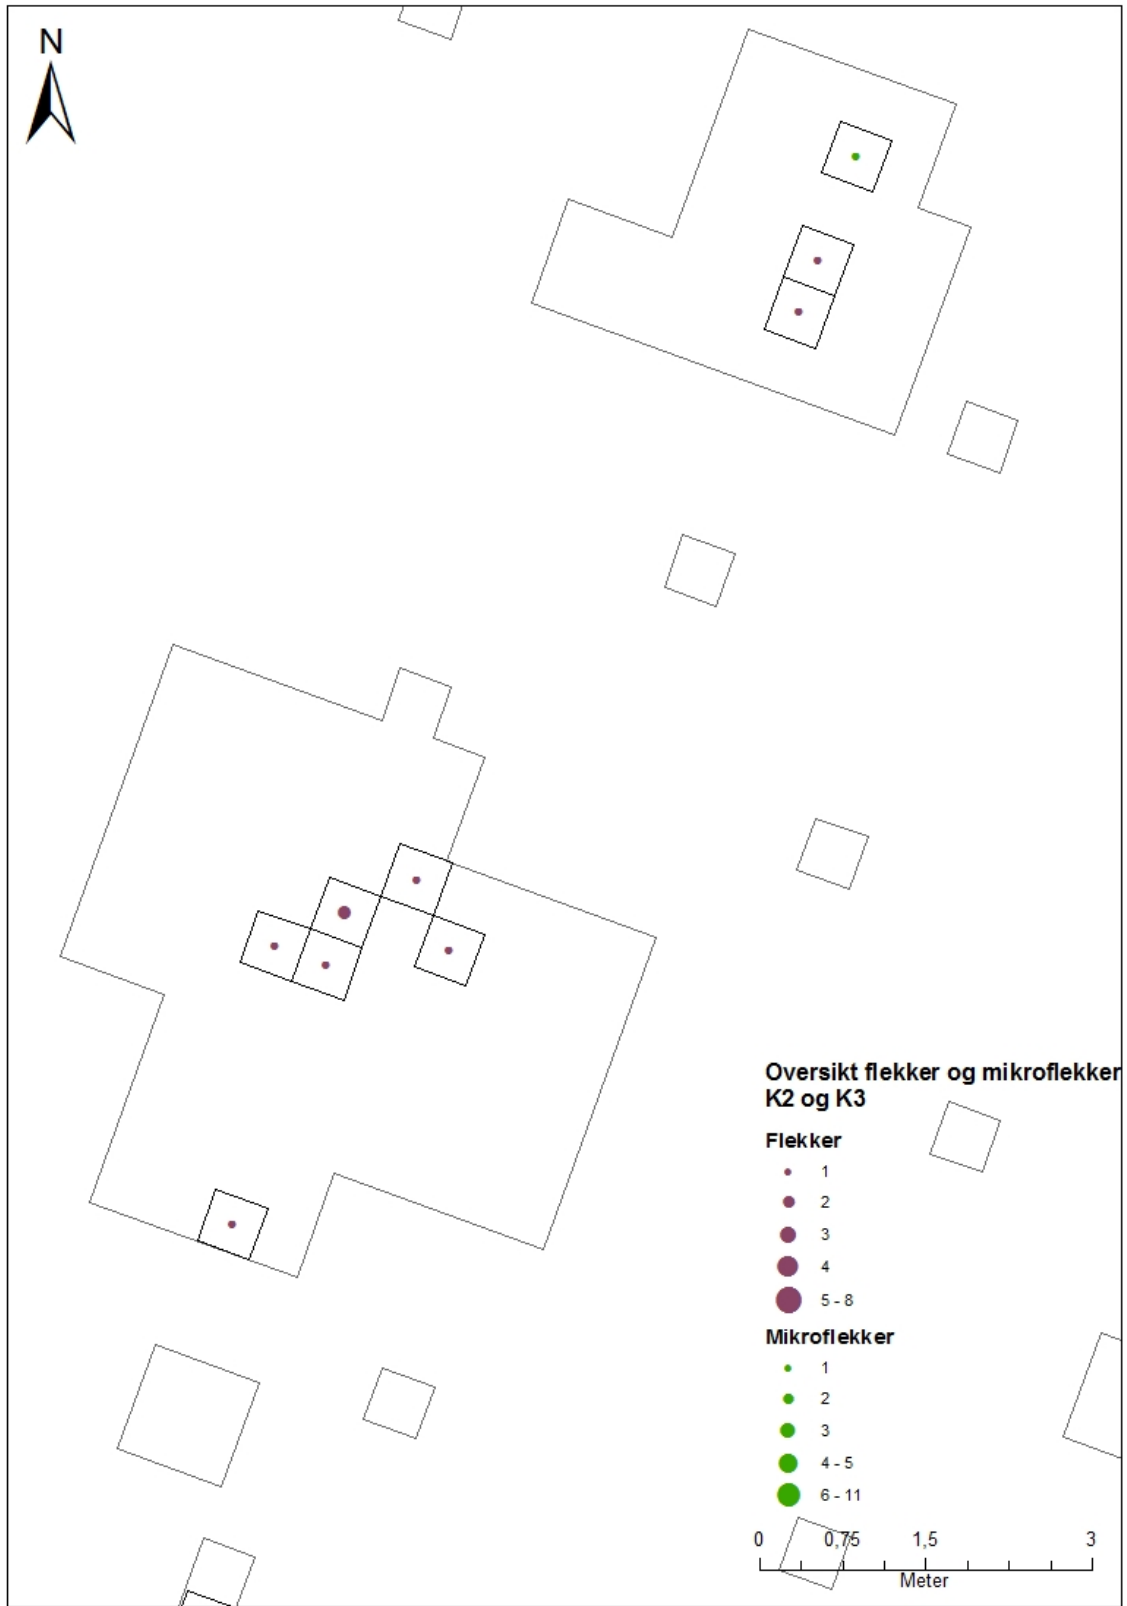 N
Oversikt flekker og mikroflekker
K2 og K3
Flekker
1
2
3
4
5 - 8
Mikroflekker
1
2
3
4 - 5
6 - 11
0 0,75 1,5 3
Meter